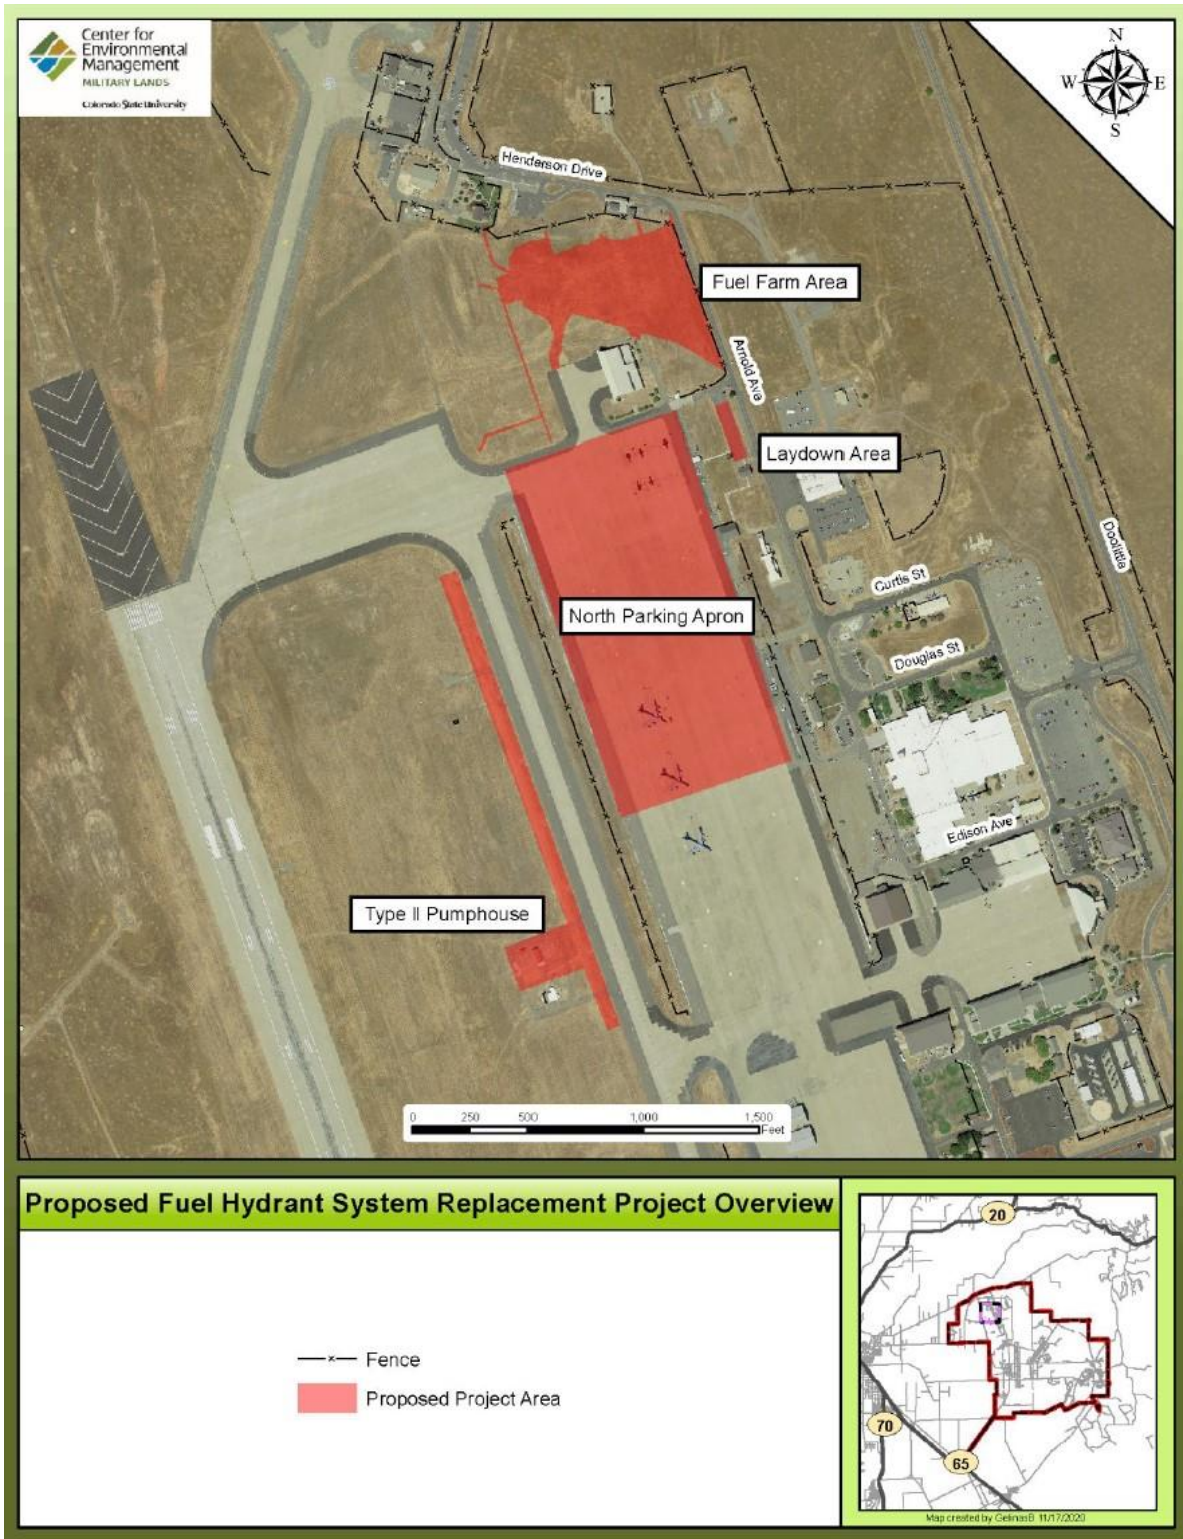 Center for
Environmental
Management
MILITARY LANDS
Colorado State University
N
W E
S
Henderson Drive
Fuel Farm Area
Arnold Ave
Laydown Area
Doolittle
Curtis St
North Parking Apron
Douglas St
Edison Ave
Type II Pumphouse
0 250 500 1,000 1,500
Feet
Proposed Fuel Hydrant System Replacement Project Overview
Fence
Proposed Project Area
20
70
65
Map created by GelinasB 11/17/2020